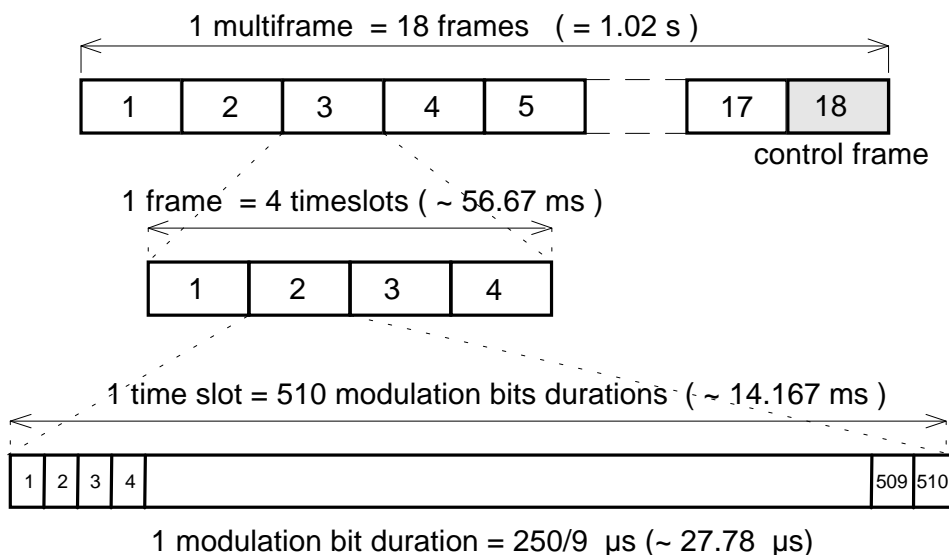 1 multiframe = 18 frames ( = 1.02 s )
1 2 3 4 5 17 18
control frame
1 frame = 4 timeslots ( ~ 56.67 ms )
1 2 3 4
1 time slot = 510 modulation bits durations ( ~ 14.167 ms )
1 2 3 4 509 510
1 modulation bit duration = 250/9 µs (~ 27.78 µs)